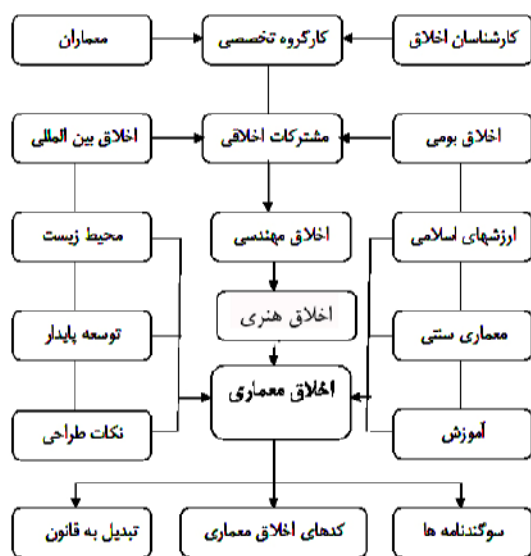 کارشناسان اخلاق
کارگروه تخصصی
معماران
اخلاق بومی
مشترکات اخلاقی
اخلاق بین المللی
ارزشهای اسلامی
اخلاق مهندسی
محیط زیست
اخلاق هنری
معماری سنتی
توسعه پایدار
اخلاق معماری
آموزش
نکات طراحی
سوگندنامه ها
کدهای اخلاق معماری
تبدیل به قانون